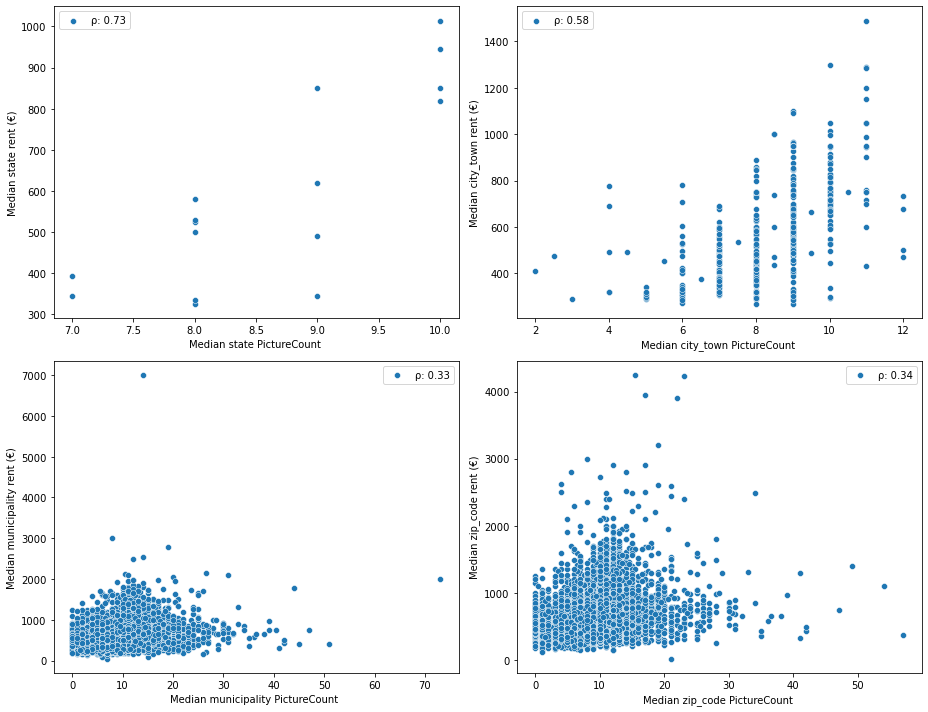 ρ: 0.73
1000
900
800
700
600
500
400
300
Median state rent (€)
7.0 7.5 8.0 8.5 9.0 9.5 10.0
Median state PictureCount
ρ: 0.58
1400
1200
1000
800
600
400
Median city_town rent (€)
2 4 6 8 10 12
Median city_town PictureCount
ρ: 0.33
7000
6000
5000
4000
3000
2000
1000
0
Median municipality rent (€)
0 10 20 30 40 50 60 70
Median municipality PictureCount
ρ: 0.34
4000
3000
2000
1000
0
Median zip_code rent (€)
0 10 20 30 40 50
Median zip_code PictureCount